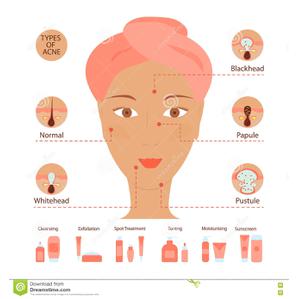 TYPES
OF
ACNE
Blackhead
Normal
Papule
Whitehead
Pustule
Cleansing
Exfoliation
Spot Treatment
Toning
Moisturising
Sunscreen
Download from
Dreamstime.com